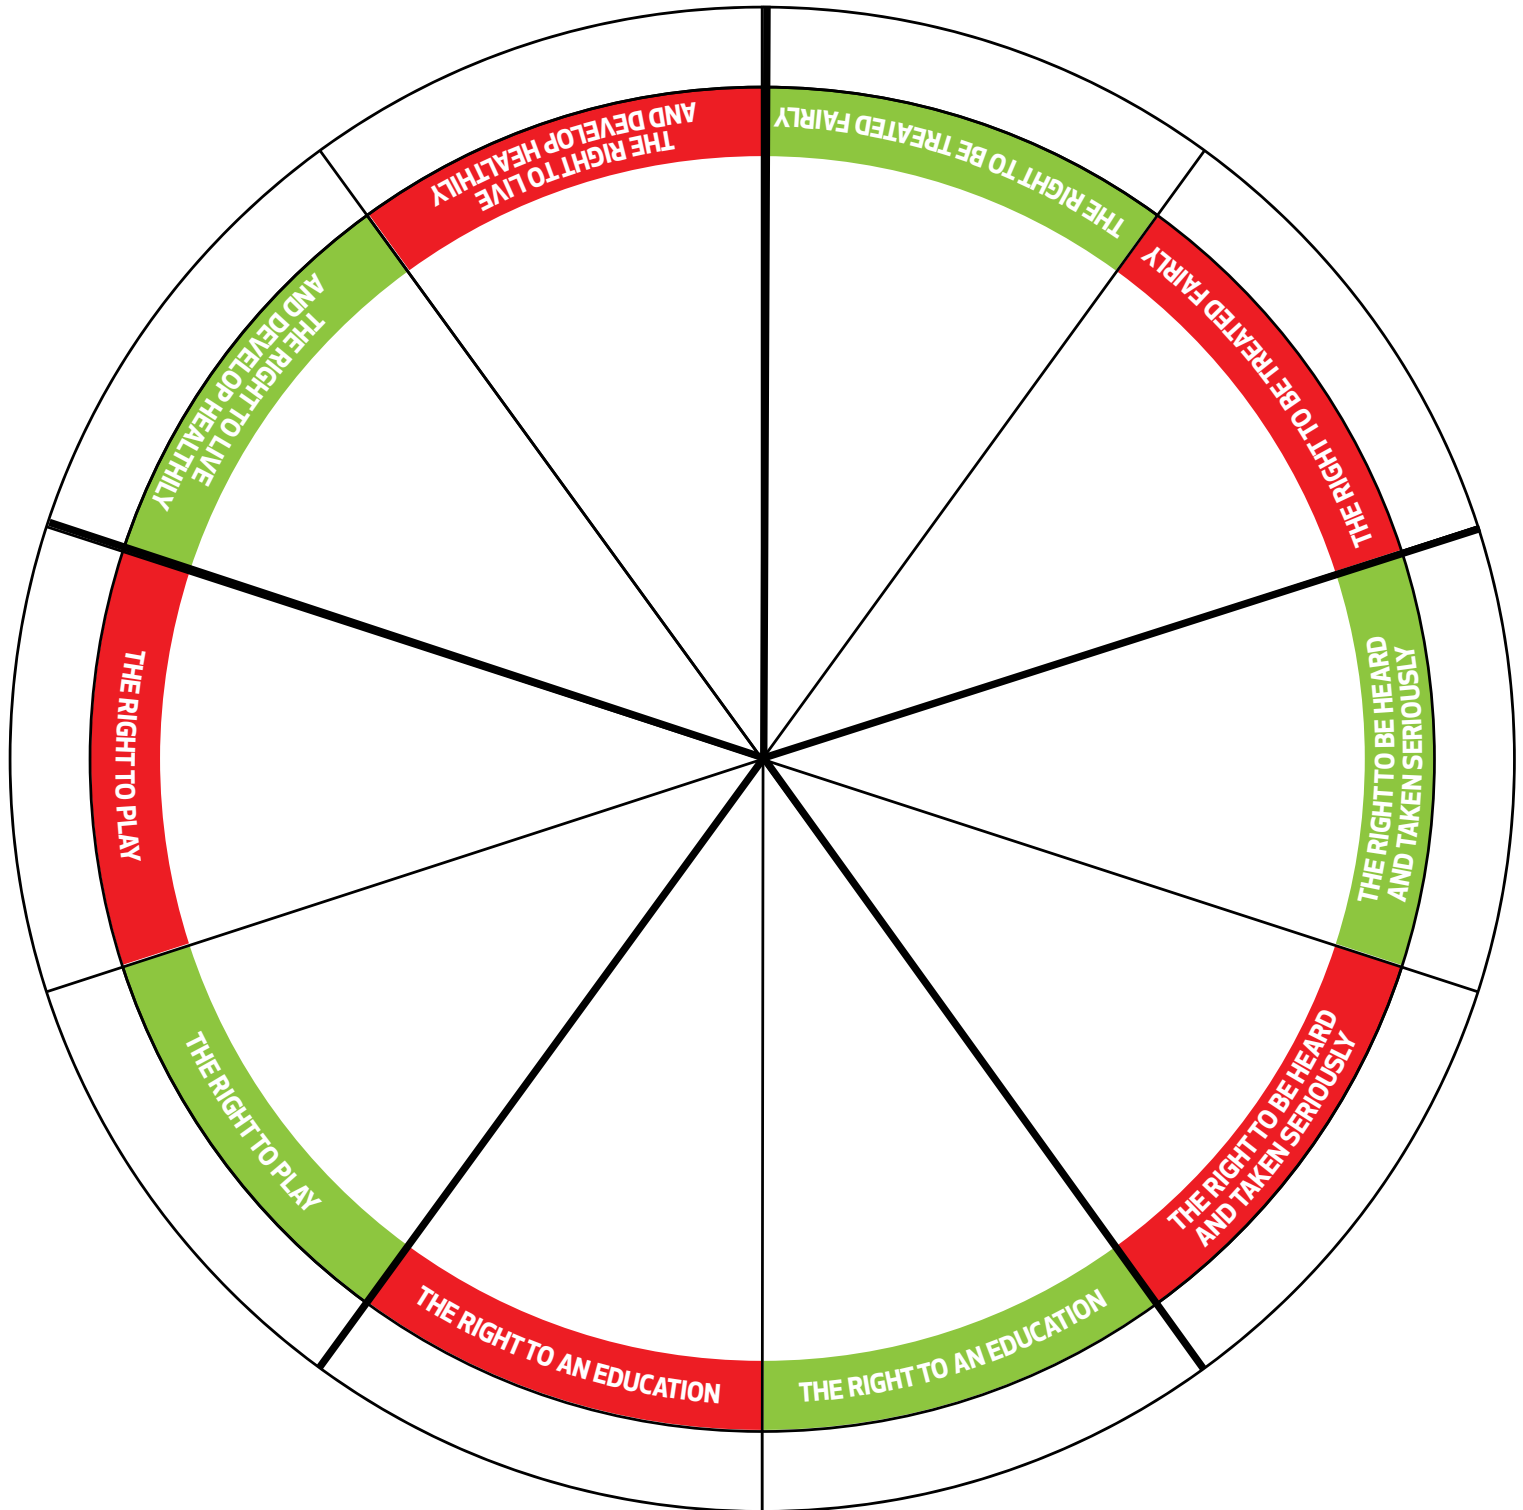 THE RIGHT TO BE TREATED FAIRLY
THE RIGHT TO BE TREATED FAIRLY
THE RIGHT TO BE HEARD
AND TAKEN SERIOUSLY
THE RIGHT TO BE HEARD
AND TAKEN SERIOUSLY
THE RIGHT TO AN EDUCATION
THE RIGHT TO AN EDUCATION
THE RIGHT TO PLAY
THE RIGHT TO PLAY
THE RIGHT TO LIVE
AND DEVELOP HEALTHILY
THE RIGHT TO LIVE
AND DEVELOP HEALTHILY